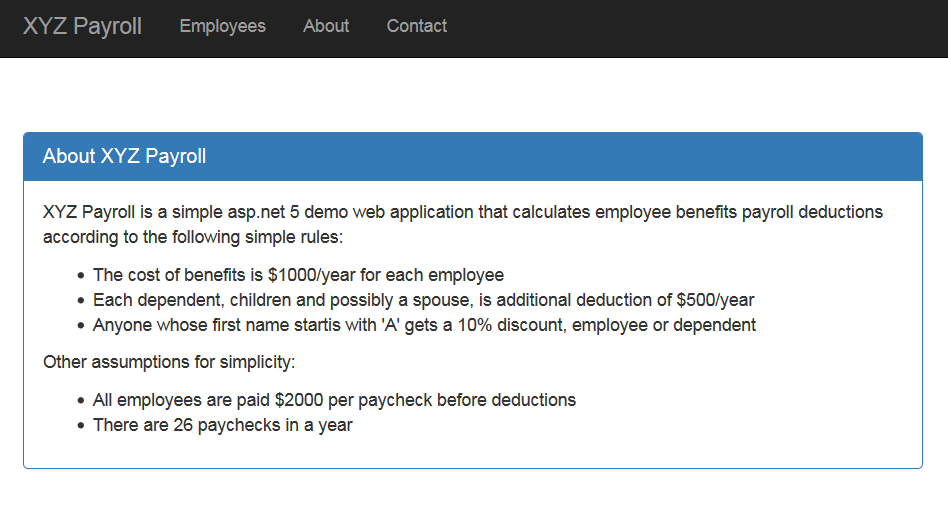 XYZ Payroll Employees About Contact
About XYZ Payroll
XYZ Payroll is a simple asp.net 5 demo web application that calculates employee benefits payroll deductions
according to the following simple rules:
• The cost of benefits is $1000/year for each employee
• Each dependent, children and possibly a spouse, is additional deduction of $500/year
• Anyone whose first name startis with 'A' gets a 10% discount, employee or dependent
Other assumptions for simplicity:
• All employees are paid $2000 per paycheck before deductions
• There are 26 paychecks in a year